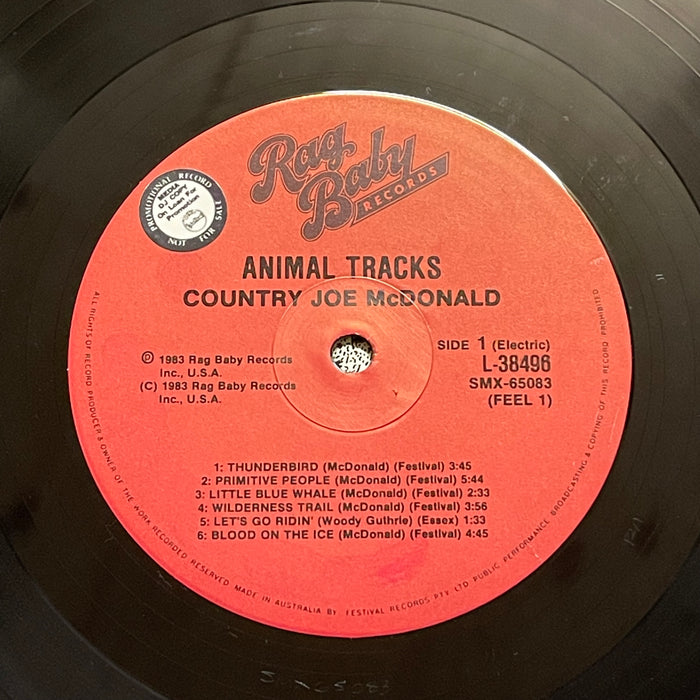 Rag
Baby
RECORDS
PROMOTIONAL RECORD
MEDIA
DJ COPY
On Loan For
Promotion
NOT FOR SALE
ANIMAL TRACKS
COUNTRY JOE McDONALD
SIDE 1 (Electric)
L-38496
SMX-65083
(FEEL 1)
Ⓟ 1983 Rag Baby Records
Inc., U.S.A.
(C) 1983 Rag Baby Records
Inc., U.S.A.
1: THUNDERBIRD (McDonald) (Festival) 3:45
2: PRIMITIVE PEOPLE (McDonald) (Festival) 5:44
3: LITTLE BLUE WHALE (McDonald) (Festival) 2:33
4: WILDERNESS TRAIL (McDonald) (Festival) 3:56
5: LET'S GO RIDIN' (Woody Guthrie) (Essex) 1:33
6: BLOOD ON THE ICE (McDonald) (Festival) 4:45
ALL RIGHTS OF RECORD PRODUCER & OWNER OF THE WORK RECORDED RESERVED MADE IN AUSTRALIA BY FESTIVAL RECORDS PTY. LTD. PUBLIC PERFORMANCE BROADCASTING & COPYING OF THIS RECORD PROHIBITED